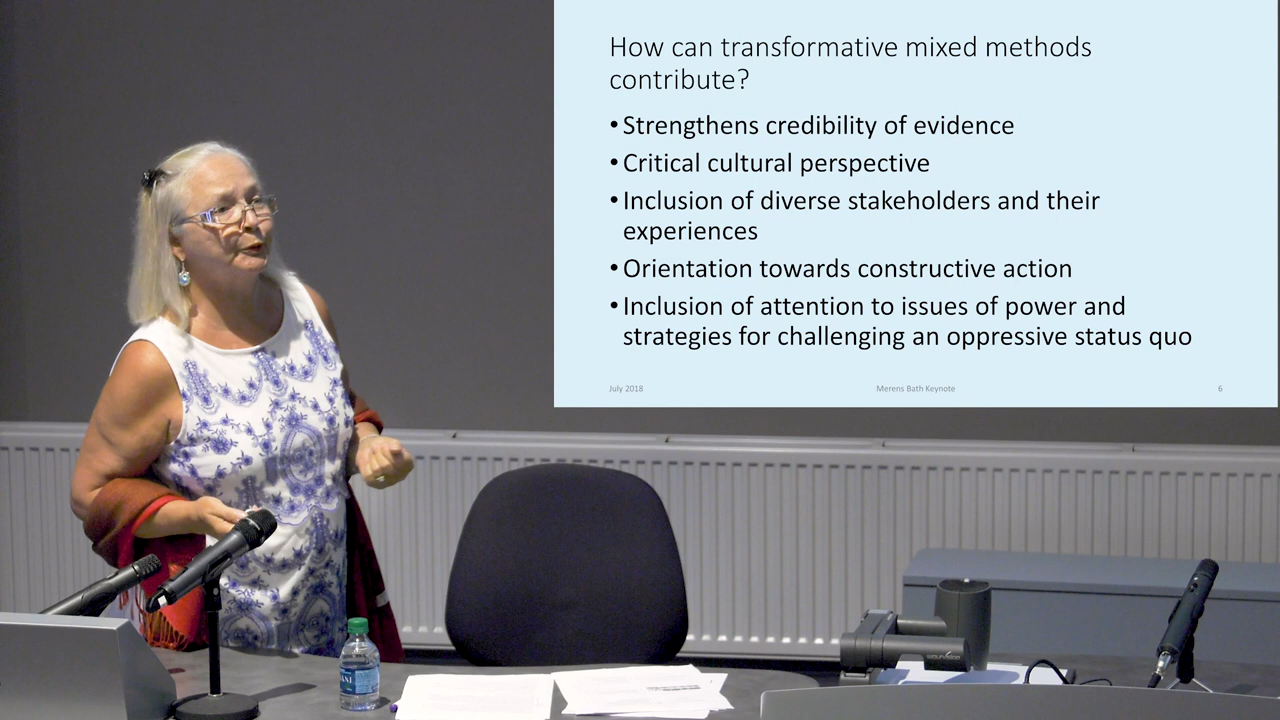 How can transformative mixed methods
contribute?
•Strengthens credibility of evidence
•Critical cultural perspective
•Inclusion of diverse stakeholders and their
experiences
•Orientation towards constructive action
•Inclusion of attention to issues of power and
strategies for challenging an oppressive status quo
July 2018
Merens Bath Keynote
6
wolfvision